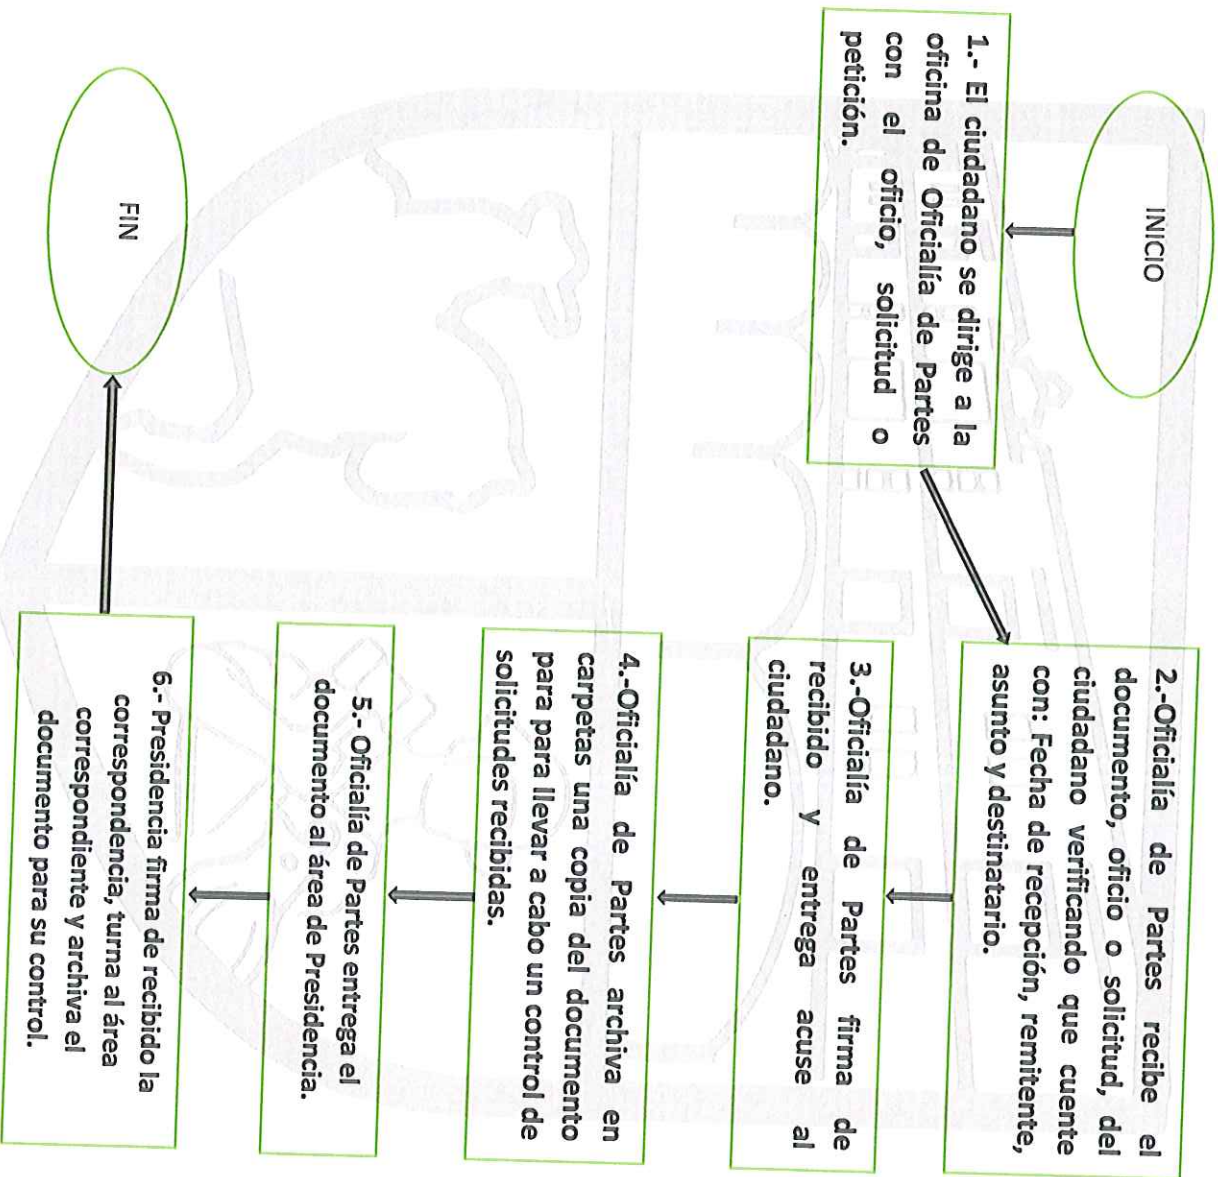 INICIO
1.- El ciudadano se dirige a la
oficina de Oficialía de Partes
con el oficio, solicitud o
petición.
2.-Oficialía de Partes recibe el
documento, oficio o solicitud, del
ciudadano verificando que cuente
con: Fecha de recepción, remitente,
asunto y destinatario.
3.-Oficialía de Partes firma de
recibido y entrega acuse al
ciudadano.
4.-Oficialía de Partes archiva en
carpetas una copia del documento
para para llevar a cabo un control de
solicitudes recibidas.
5.- Oficialía de Partes entrega el
documento al área de Presidencia.
6.- Presidencia firma de recibido la
correspondencia, turna al área
correspondiente y archiva el
documento para su control.
FIN